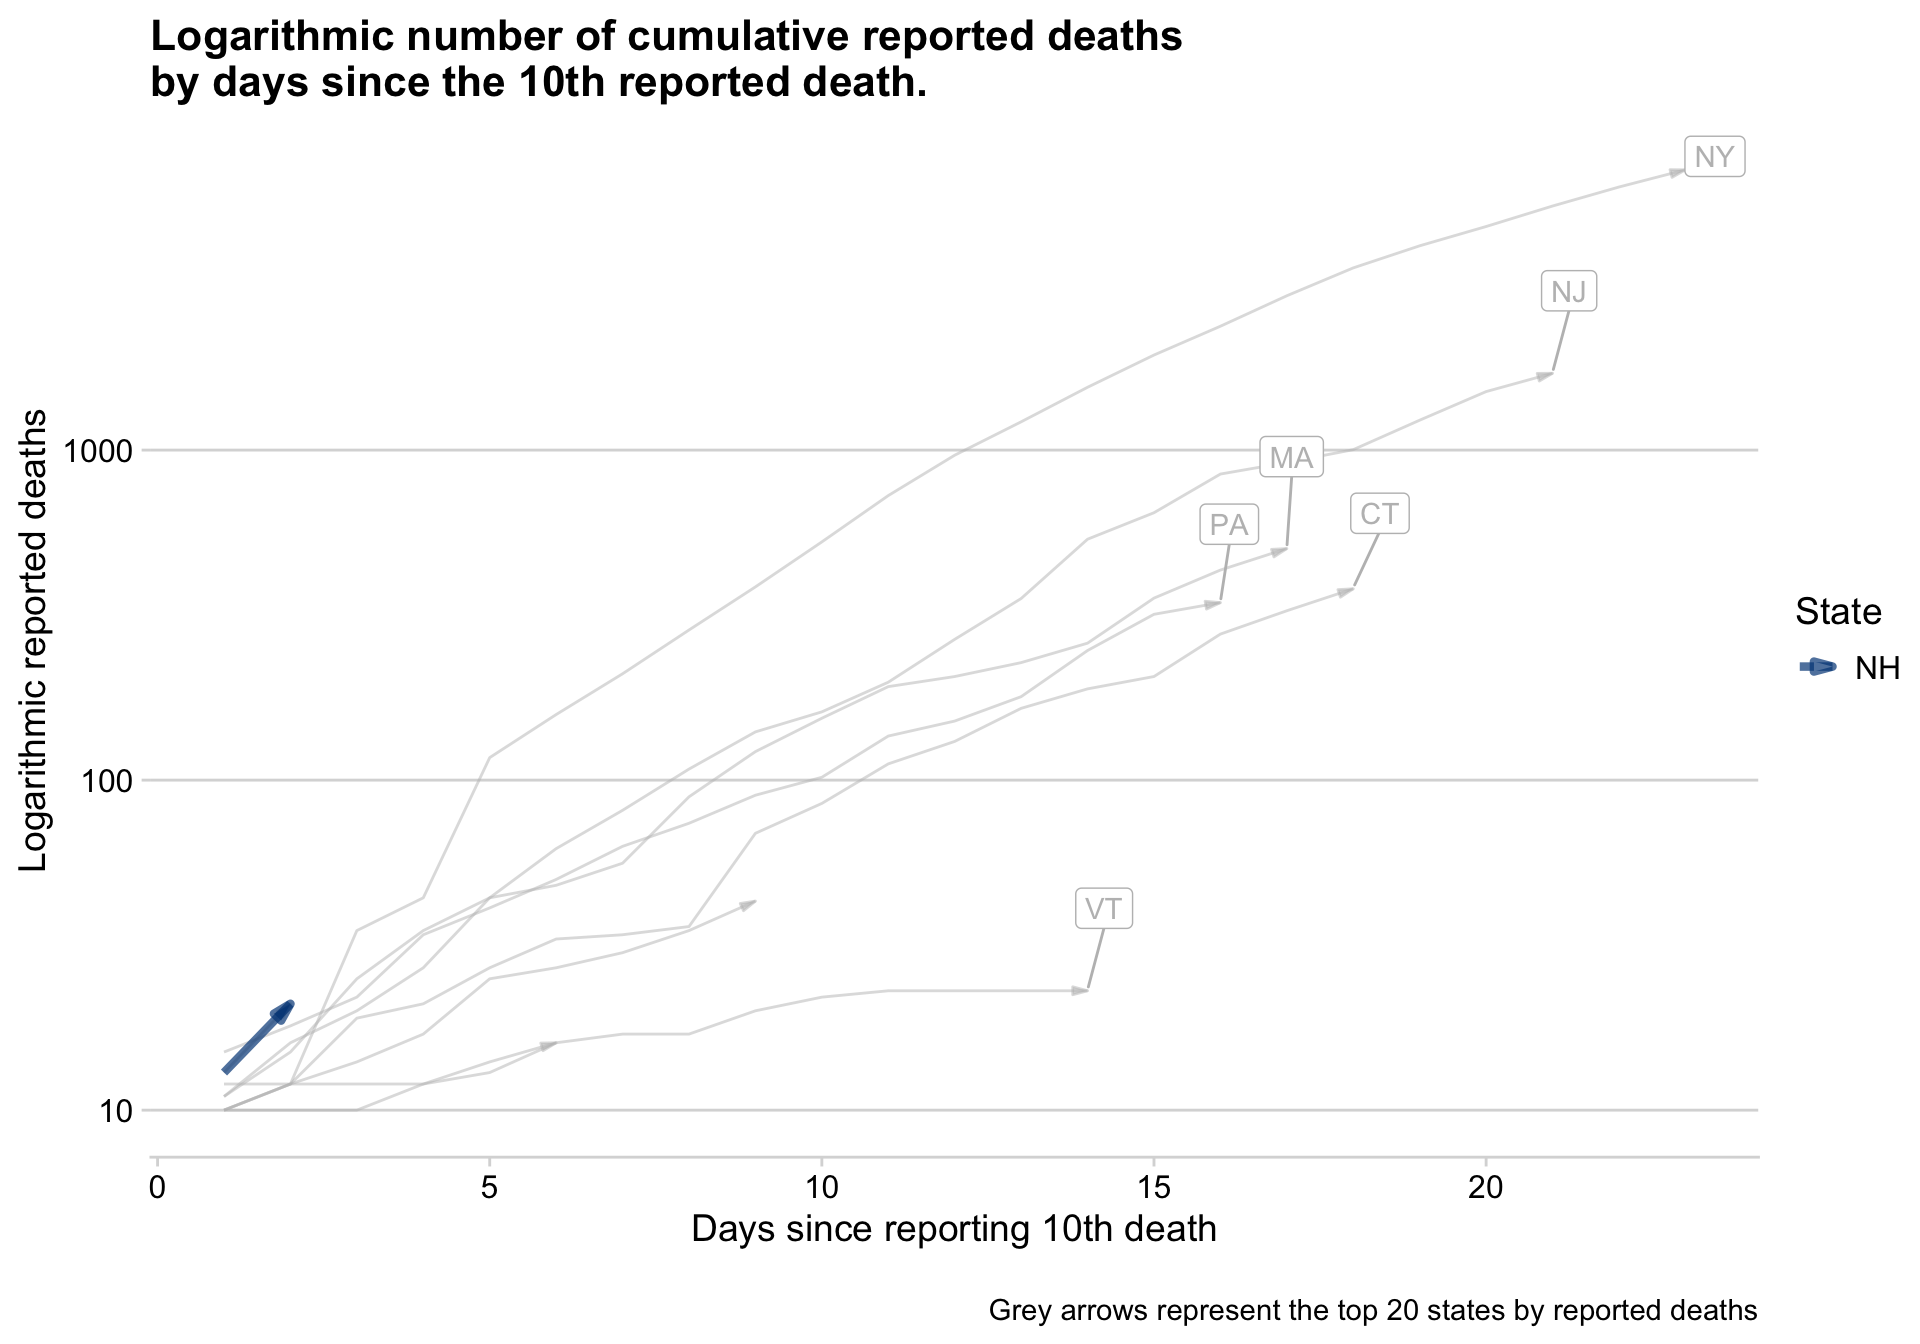 Logarithmic number of cumulative reported deaths
by days since the 10th reported death.
NY
NJ
MA
PA
CT
VT
Logarithmic reported deaths
1000
100
10
0
5
10
15
20
Days since reporting 10th death
State
NH
Grey arrows represent the top 20 states by reported deaths